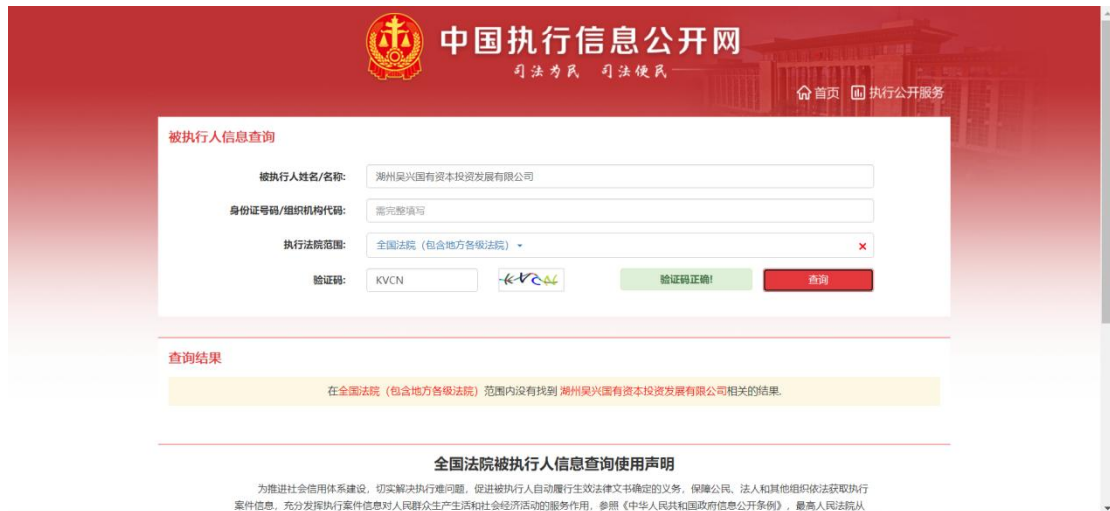 中国执行信息公开网
司法为民 司法便民
首页 执行公开服务
被执行人信息查询
被执行人姓名/名称: 湖州吴兴国有资本投资发展有限公司
身份证号码/组织机构代码: 需完整填写
执行法院范围: 全国法院（包含地方各级法院）
验证码: KVCN KVCN 验证码正确! 查询
查询结果
在全国法院（包含地方各级法院）范围内没有找到 湖州吴兴国有资本投资发展有限公司相关的结果.
全国法院被执行人信息查询使用声明
为推进社会信用体系建设，切实解决执行难问题，促进被执行人自动履行生效法律文书确定的义务，保障公民、法人和其他组织依法获取执行
案件信息，充分发挥执行案件信息对人民群众生产生活和社会经济活动的服务作用，参照《中华人民共和国政府信息公开条例》，最高人民法院从